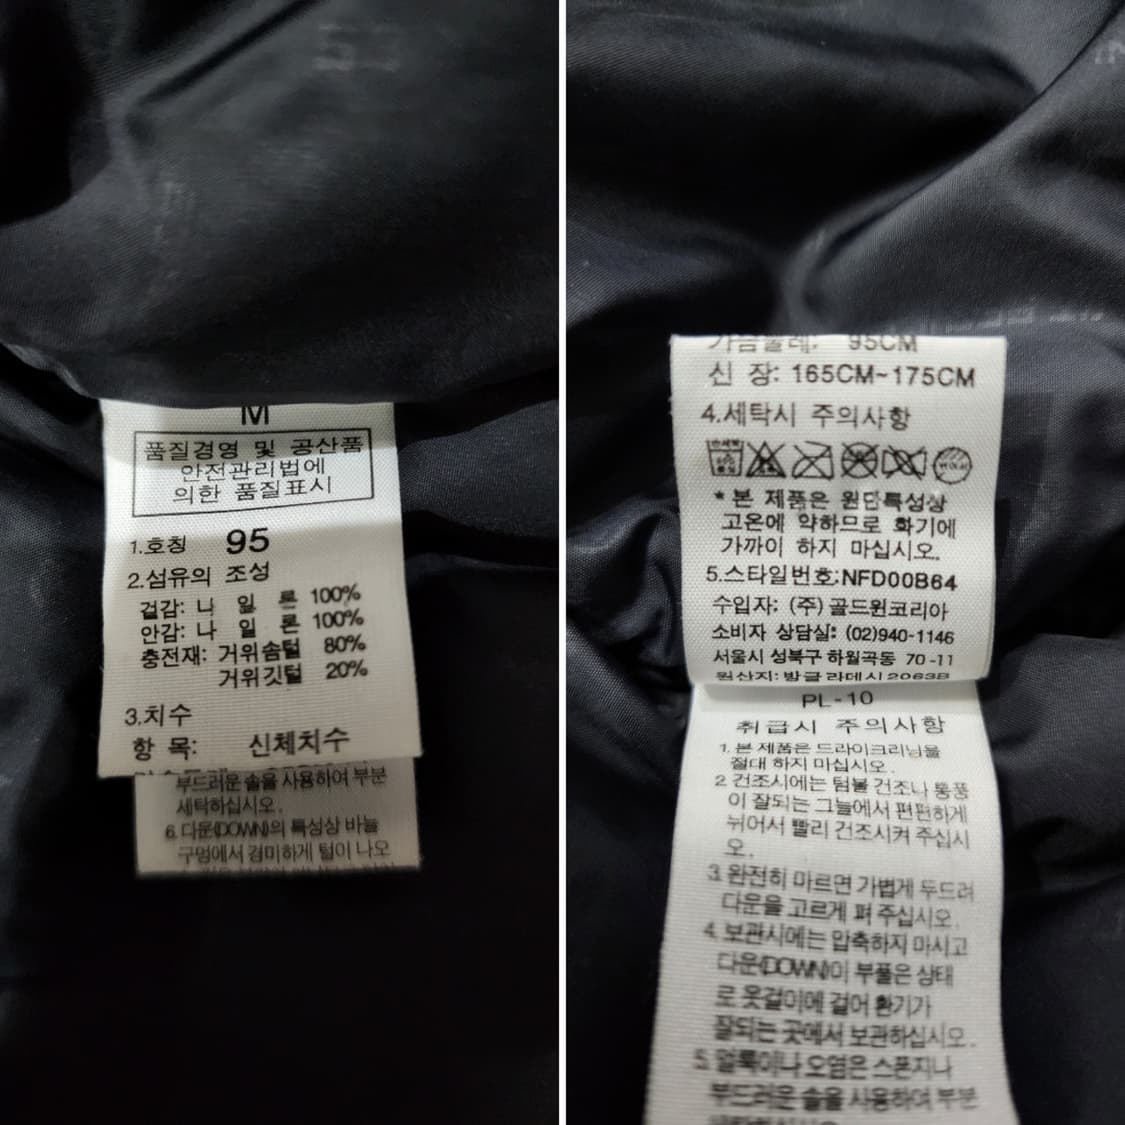 M
품질경영 및 공산품
안전관리법에
의한 품질표시
1.호칭 95
2.섬유의 조성
겉감: 나 일 론 100%
안감: 나 일 론 100%
충전재: 거위솜털 80%
거위깃털 20%
3.치수
항 목: 신체치수
부드러운 솔을 사용하여 부분
세탁하십시오.
6.다운(DOWN)의 특성상 바늘
구멍에서 경미하게 털이 나오
가슴둘레: 95CM
신 장: 165CM~175CM
4.세탁시 주의사항
* 본 제품은 원단특성상
고온에 약하므로 화기에
가까이 하지 마십시오.
5.스타일번호:NFD00B64
수입자: (주) 골드윈코리아
소비자 상담실: (02)940-1146
서울시 성북구 하월곡동 70-11
원산지: 방글라데시 2063B
PL-10
취급시 주의사항
1. 본 제품은 드라이크리닝을
절대 하지 마십시오.
2 건조시에는 텀블 건조나 통풍
이 잘되는 그늘에서 편편하게
뉘어서 빨리 건조시켜 주십시
오.
3. 완전히 마르면 가볍게 두드려
다운을 고르게 펴 주십시오.
4. 보관시에는 압축하지 마시고
다운(DOWN)이 부풀은 상태
로 옷걸이에 걸어 환기가
잘되는 곳에서 보관하십시오.
5. 얼룩이나 오염은 스폰지나
부드러운 솔을 사용하여 부분